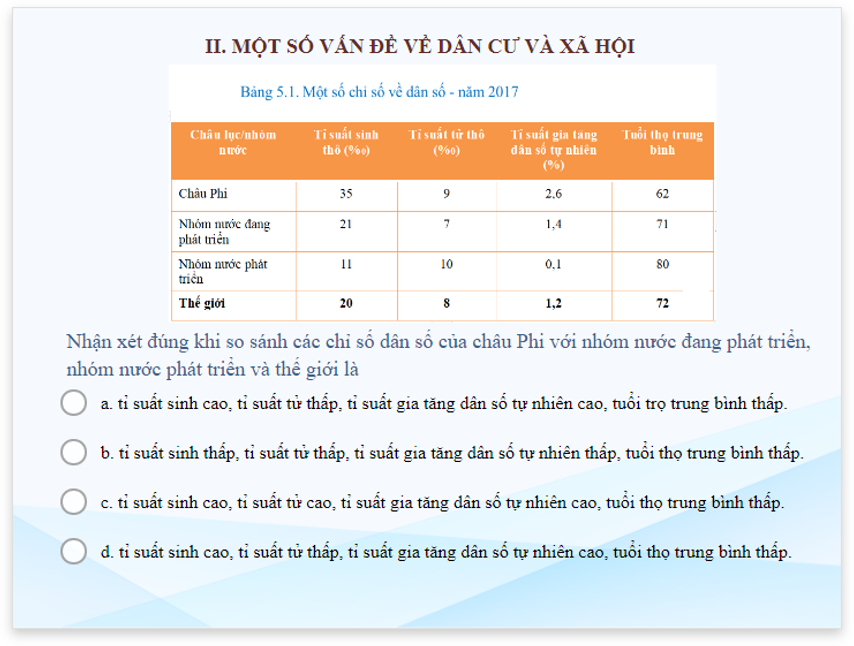 II. MỘT SỐ VẤN ĐỀ VỀ DÂN CƯ VÀ XÃ HỘI
Bảng 5.1. Một số chỉ số về dân số - năm 2017
Châu lục/nhóm nước Tỉ suất sinh thô (‰) Tỉ suất tử thô (‰) Tỉ suất gia tăng dân số tự nhiên (%) Tuổi thọ trung bình
Châu Phi 35 9 2,6 62
Nhóm nước đang phát triển 21 7 1,4 71
Nhóm nước phát triển 11 10 0,1 80
Thế giới 20 8 1,2 72
Nhận xét đúng khi so sánh các chỉ số dân số của châu Phi với nhóm nước đang phát triển,
nhóm nước phát triển và thế giới là
a. tỉ suất sinh cao, tỉ suất tử thấp, tỉ suất gia tăng dân số tự nhiên cao, tuổi trọ trung bình thấp.
b. tỉ suất sinh thấp, tỉ suất tử thấp, tỉ suất gia tăng dân số tự nhiên thấp, tuổi thọ trung bình thấp.
c. tỉ suất sinh cao, tỉ suất tử cao, tỉ suất gia tăng dân số tự nhiên cao, tuổi thọ trung bình thấp.
d. tỉ suất sinh cao, tỉ suất tử thấp, tỉ suất gia tăng dân số tự nhiên cao, tuổi thọ trung bình thấp.